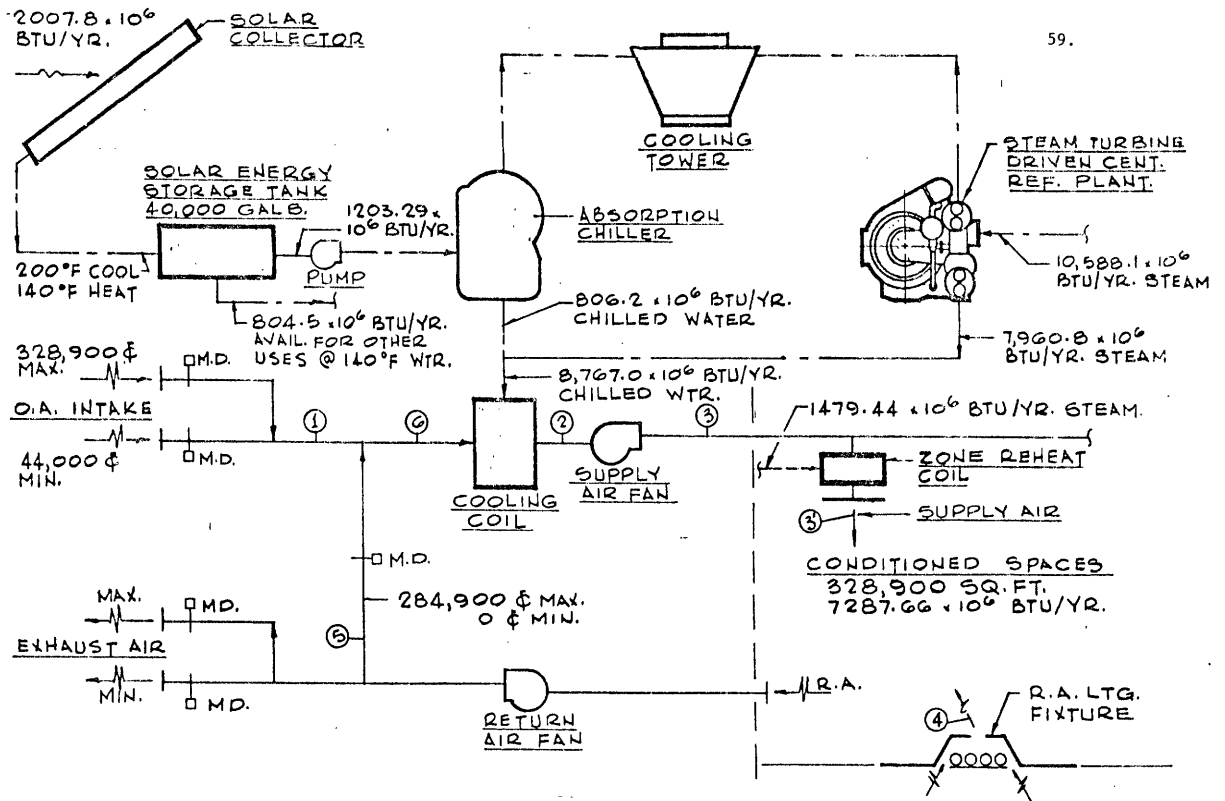 2007.8 x 10⁶
BTU/YR.
SOLAR
COLLECTOR
59.
COOLING
TOWER
STEAM TURBING
DRIVEN CENT.
REF. PLANT.
SOLAR ENERGY
STORAGE TANK
40,000 GALS.
1203.29 x
10⁶ BTU/YR.
PUMP
ABSORPTION
CHILLER
200°F COOL
140°F HEAT
10,588.1 x 10⁶
BTU/YR. STEAM
804.5 x 10⁶ BTU/YR.
AVAIL. FOR OTHER
USES @ 140°F WTR.
806.2 x 10⁶ BTU/YR.
CHILLED WATER
7,960.8 x 10⁶
BTU/YR. STEAM
328,900 ¢
MAX.
M.D.
8,767.0 x 10⁶ BTU/YR.
CHILLED WTR.
O.A. INTAKE
1
6
2
3
1479.44 x 10⁶ BTU/YR. STEAM.
44,000 ¢
MIN.
M.D.
COOLING
COIL
SUPPLY
AIR FAN
ZONE REHEAT
COIL
3'
SUPPLY AIR
M.D.
CONDITIONED SPACES
328,900 SQ.FT.
7287.66 x 10⁶ BTU/YR.
284,900 ¢ MAX.
0 ¢ MIN.
MAX.
M.D.
5
EXHAUST AIR
MIN.
M.D.
RETURN
AIR FAN
R.A.
R.A. LTG.
FIXTURE
4